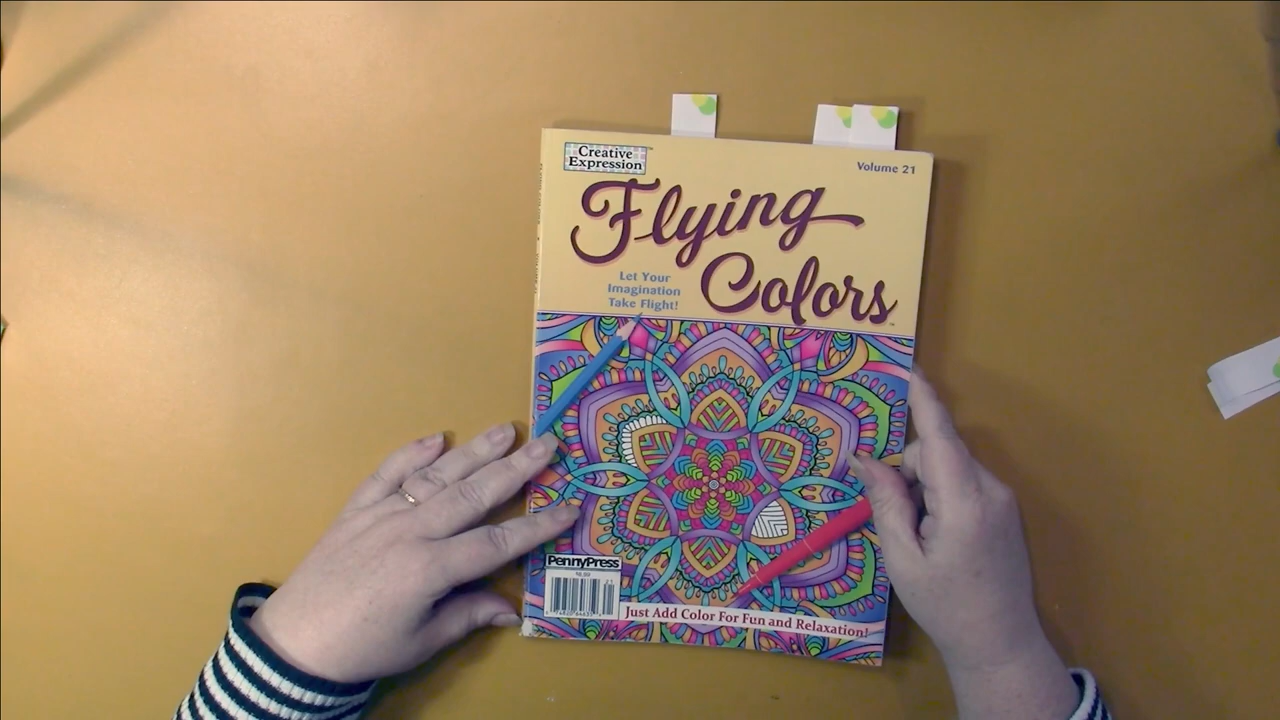 Creative
Expression
Volume 21
Flying
Colors
Let Your
Imagination
Take Flight!
PennyPress
Just Add Color For Fun and Relaxation!